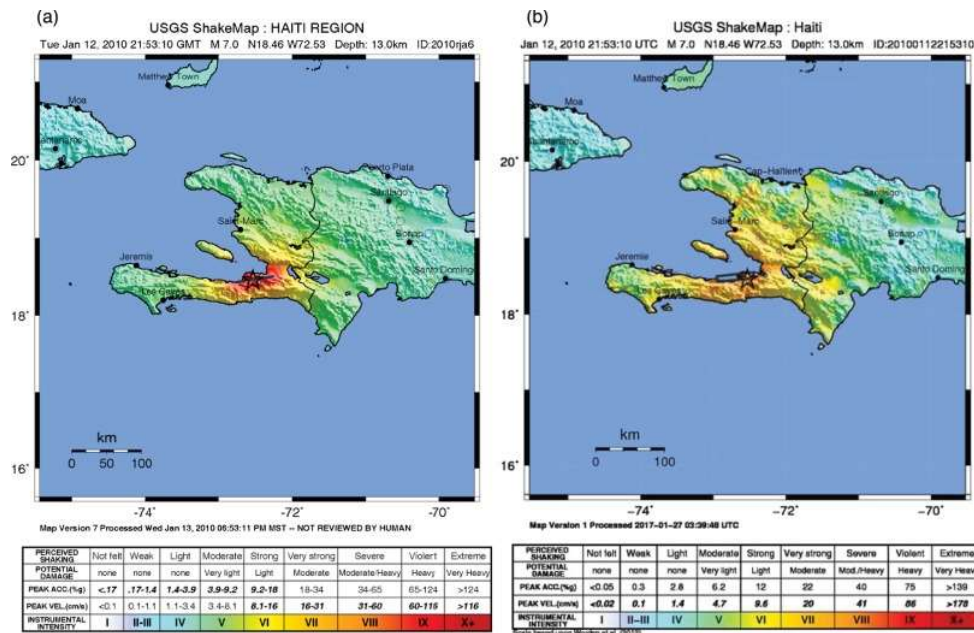 (a)
USGS ShakeMap : HAITI REGION
Tue Jan 12, 2010 21:53:10 GMT M 7.0 N18.46 W72.53 Depth: 13.0km ID:2010rja6
Matthew Town
Moa
Guantanamo
20°
Puerto Plata
Santiago
Saint-Marc
Bonao
Jeremie
Santo Domingo
Les Cayes
18°
km
0 50 100
16°
-74° -72° -70°
Map Version 7 Processed Wed Jan 13, 2010 06:53:11 PM MST -- NOT REVIEWED BY HUMAN
PERCEIVED SHAKING Not felt Weak Light Moderate Strong Very strong Severe Violent Extreme
POTENTIAL DAMAGE none none none Very light Light Moderate Moderate/Heavy Heavy Very Heavy
PEAK ACC.(%g) <.17 .17-1.4 1.4-3.9 3.9-9.2 9.2-18 18-34 34-65 65-124 >124
PEAK VEL.(cm/s) <0.1 0.1-1.1 1.1-3.4 3.4-8.1 8.1-16 16-31 31-60 60-116 >116
INSTRUMENTAL INTENSITY I II-III IV V VI VII VIII IX X+
(b)
USGS ShakeMap : Haiti
Jan 12, 2010 21:53:10 UTC M 7.0 N18.46 W72.53 Depth: 13.0km ID:20100112215310
Matthew Town
Moa
Guantanamo
20°
Cap-Haïtien
Santiago
Saint-Marc
Bonao
Jeremie
Santo Domingo
Les Cayes
18°
km
0 100
16°
-74° -72° -70°
Map Version 1 Processed 2017-01-27 03:39:48 UTC
PERCEIVED SHAKING Not felt Weak Light Moderate Strong Very strong Severe Violent Extreme
POTENTIAL DAMAGE none none none Very light Light Moderate Mod./Heavy Heavy Very Heavy
PEAK ACC.(%g) <0.05 0.3 2.8 6.2 12 22 40 75 >139
PEAK VEL.(cm/s) <0.02 0.1 1.4 4.7 9.6 20 41 86 >178
INSTRUMENTAL INTENSITY I II-III IV V VI VII VIII IX X+